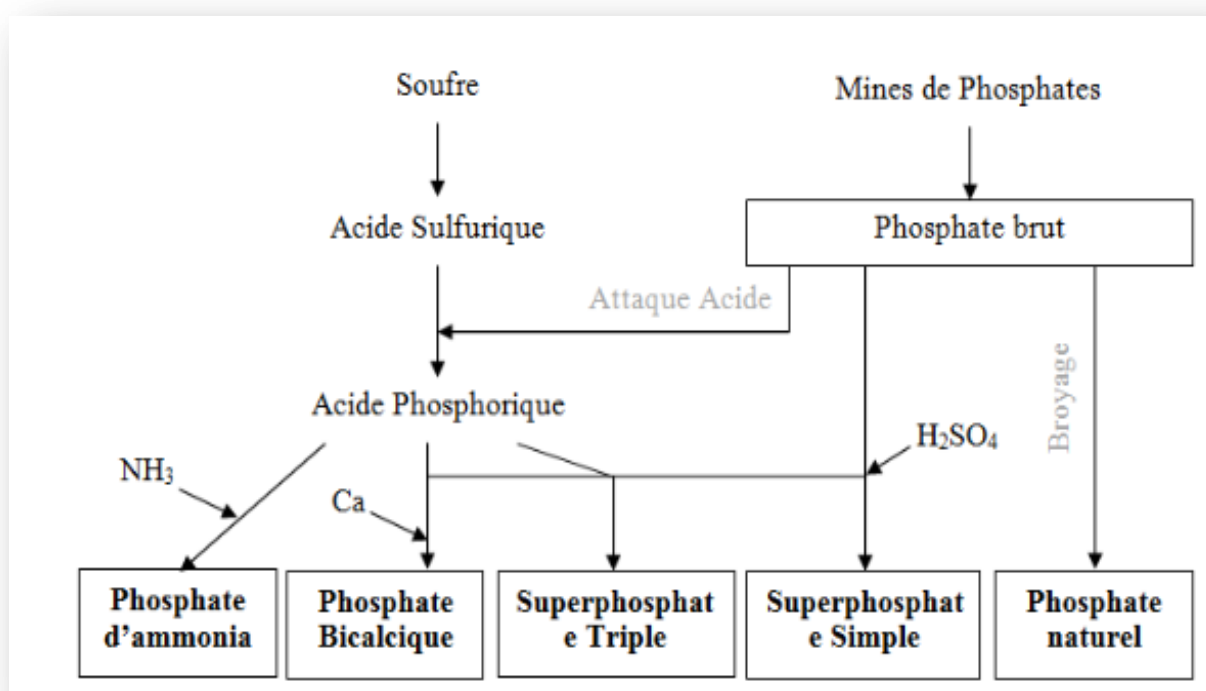 Soufre
Mines de Phosphates
Acide Sulfurique
Phosphate brut
Attaque Acide
Broyage
Acide Phosphorique
H₂SO₄
NH₃
Ca
Phosphate
d’ammonia
Phosphate
Bicalcique
Superphosphat
e Triple
Superphosphat
e Simple
Phosphate
naturel